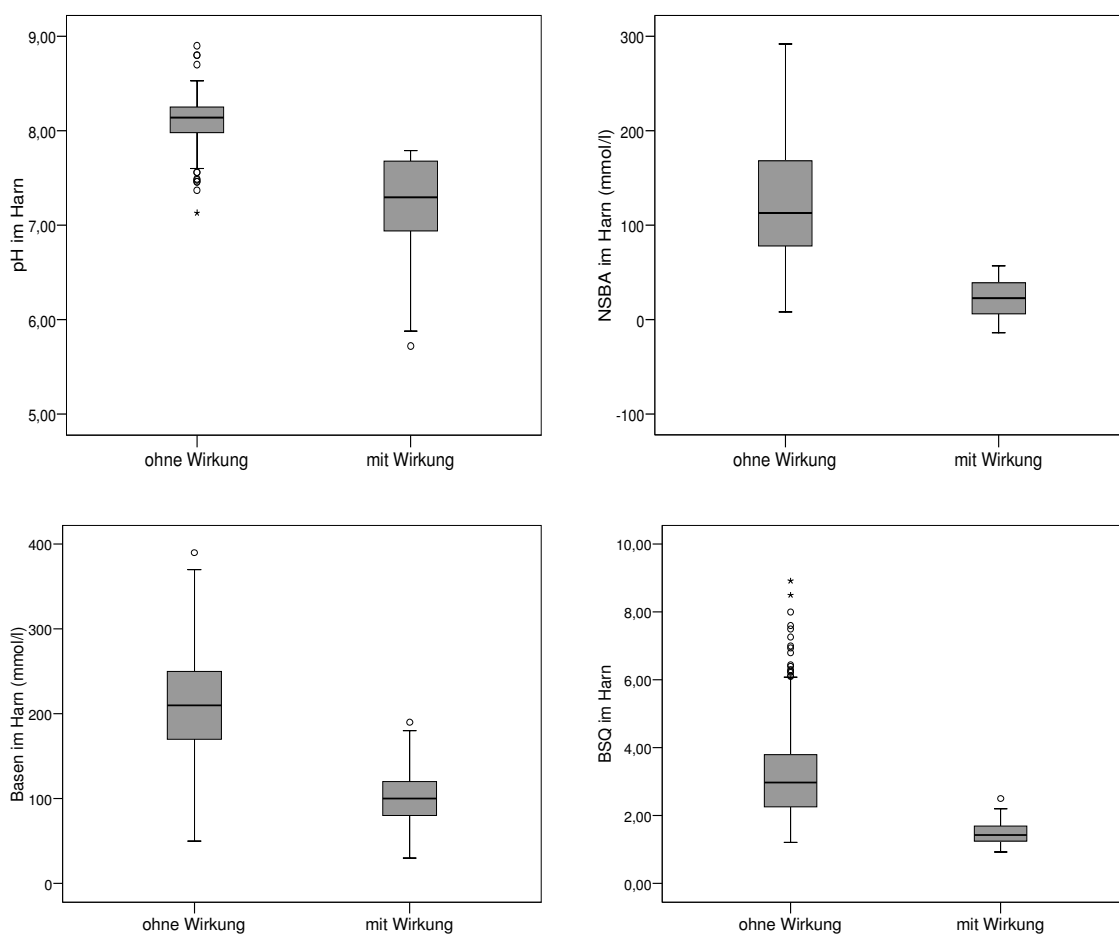 pH im Harn
9,00
8,00
7,00
6,00
5,00
ohne Wirkung
mit Wirkung
NSBA im Harn (mmol/l)
300
200
100
0
-100
ohne Wirkung
mit Wirkung
Basen im Harn (mmol/l)
400
300
200
100
0
ohne Wirkung
mit Wirkung
BSQ im Harn
10,00
8,00
6,00
4,00
2,00
0,00
ohne Wirkung
mit Wirkung